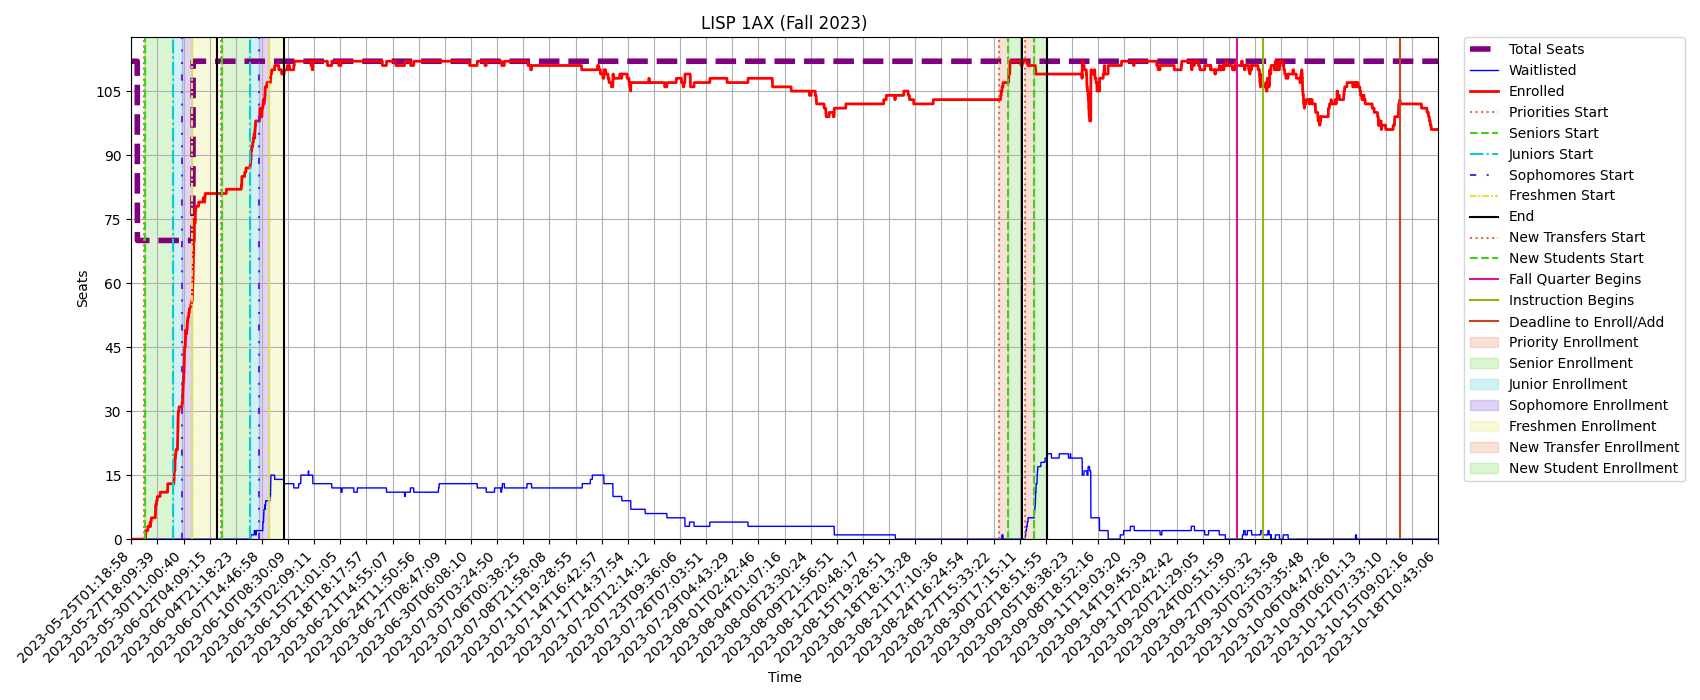 LISP 1AX (Fall 2023)
Total Seats
Waitlisted
Enrolled
Priorities Start
Seniors Start
Juniors Start
Sophomores Start
Freshmen Start
End
New Transfers Start
New Students Start
Fall Quarter Begins
Instruction Begins
Deadline to Enroll/Add
Priority Enrollment
Senior Enrollment
Junior Enrollment
Sophomore Enrollment
Freshmen Enrollment
New Transfer Enrollment
New Student Enrollment
Seats
105
90
75
60
45
30
15
0
2023-05-25T01:18:58
2023-05-27T18:09:39
2023-05-30T11:00:40
2023-06-02T04:09:15
2023-06-04T21:18:23
2023-06-07T14:46:58
2023-06-10T08:30:09
2023-06-13T02:09:11
2023-06-15T21:01:05
2023-06-18T18:17:57
2023-06-21T14:55:07
2023-06-24T11:50:56
2023-06-27T08:47:09
2023-06-30T06:08:10
2023-07-03T03:24:50
2023-07-06T00:38:25
2023-07-08T21:58:08
2023-07-11T19:28:55
2023-07-14T16:42:57
2023-07-17T14:37:54
2023-07-20T12:14:12
2023-07-23T09:36:06
2023-07-26T07:03:51
2023-07-29T04:43:29
2023-08-01T02:42:46
2023-08-04T01:07:16
2023-08-06T23:30:24
2023-08-09T21:56:51
2023-08-12T20:48:17
2023-08-15T19:28:51
2023-08-18T18:13:28
2023-08-21T17:10:36
2023-08-24T16:24:54
2023-08-27T15:33:22
2023-08-30T17:15:11
2023-09-02T18:51:55
2023-09-05T18:38:23
2023-09-08T18:52:16
2023-09-11T19:03:20
2023-09-14T19:45:39
2023-09-17T20:42:42
2023-09-20T21:29:05
2023-09-24T00:51:59
2023-09-27T01:50:32
2023-09-30T02:53:58
2023-10-03T03:35:48
2023-10-06T04:47:26
2023-10-09T06:01:13
2023-10-12T07:33:10
2023-10-15T09:02:16
2023-10-18T10:43:06
Time